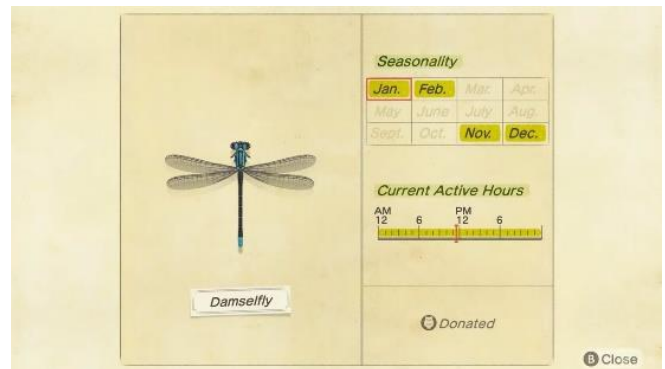 Seasonality
Jan. Feb. Mar. Apr.
May June July Aug.
Sept. Oct. Nov. Dec.
Current Active Hours
AM PM
12 6 12 6
Damselfly
Donated
B Close